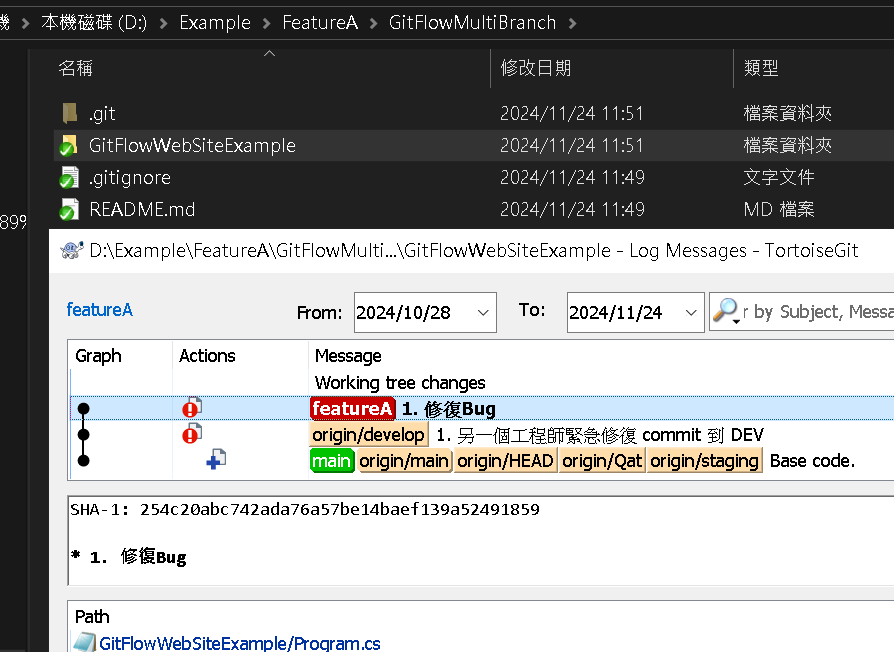 機 > 本機磁碟 (D:) > Example > FeatureA > GitFlowMultiBranch >
名稱 修改日期 類型
.git 2024/11/24 11:51 檔案資料夾
GitFlowWebSiteExample 2024/11/24 11:51 檔案資料夾
.gitignore 2024/11/24 11:49 文字文件
README.md 2024/11/24 11:49 MD 檔案
89%
D:\Example\FeatureA\GitFlowMulti...\GitFlowWebSiteExample - Log Messages - TortoiseGit
featureA From: 2024/10/28 To: 2024/11/24 r by Subject, Messa
Graph Actions Message
Working tree changes
featureA 1. 修復Bug
origin/develop 1. 另一個工程師緊急修復 commit 到 DEV
main origin/main origin/HEAD origin/Qat origin/staging Base code.
SHA-1: 254c20abc742ada76a57be14baef139a52491859
* 1. 修復Bug
Path
GitFlowWebSiteExample/Program.cs